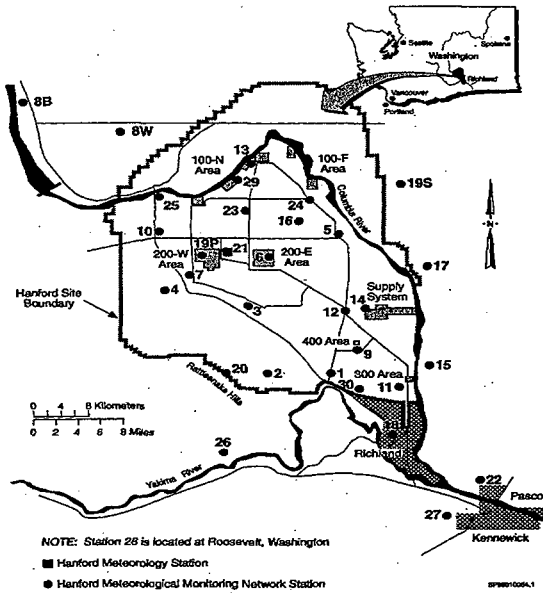 Seattle
Spokane
Washington
Richland
Vancouver
Portland
8B
8W
13
100-N
Area
100-F
Area
29
19S
Columbia River
25
24
23
16
N
10
5
19P
21
200-W
Area
6
200-E
Area
17
7
Supply
System
4
14
Hanford Site
Boundary
3
12
400 Area
9
15
20
2
1
300 Area
30
11
Rattlesnake Hills
0 4 8 Kilometers
0 2 4 6 8 Miles
18
Richland
26
Yakima River
22
Pasco
27
Kennewick
NOTE: Station 28 is located at Roosevelt, Washington
Hanford Meteorology Station
Hanford Meteorological Monitoring Network Station